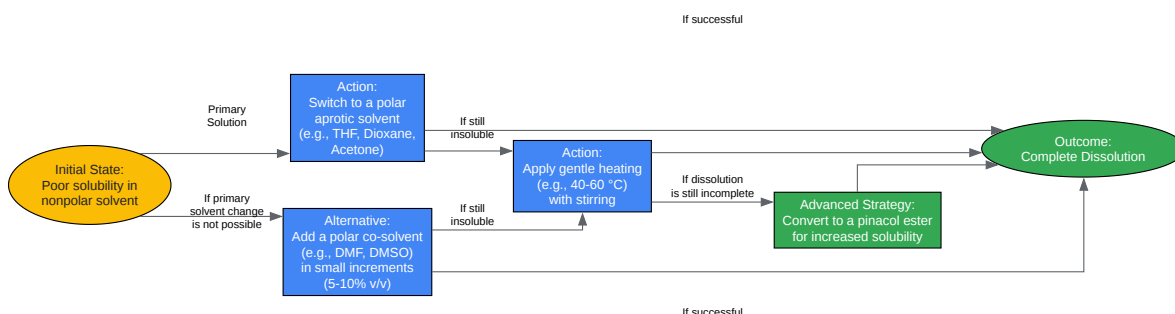 If successful
Primary
Solution
Action:
Switch to a polar
aprotic solvent
(e.g., THF, Dioxane,
Acetone)
If still
insoluble
Initial State:
Poor solubility in
nonpolar solvent
If primary
solvent change
is not possible
Alternative:
Add a polar co-solvent
(e.g., DMF, DMSO)
in small increments
(5-10% v/v)
If still
insoluble
Action:
Apply gentle heating
(e.g., 40-60 °C)
with stirring
If dissolution
is still incomplete
Advanced Strategy:
Convert to a pinacol ester
for increased solubility
Outcome:
Complete Dissolution
If successful